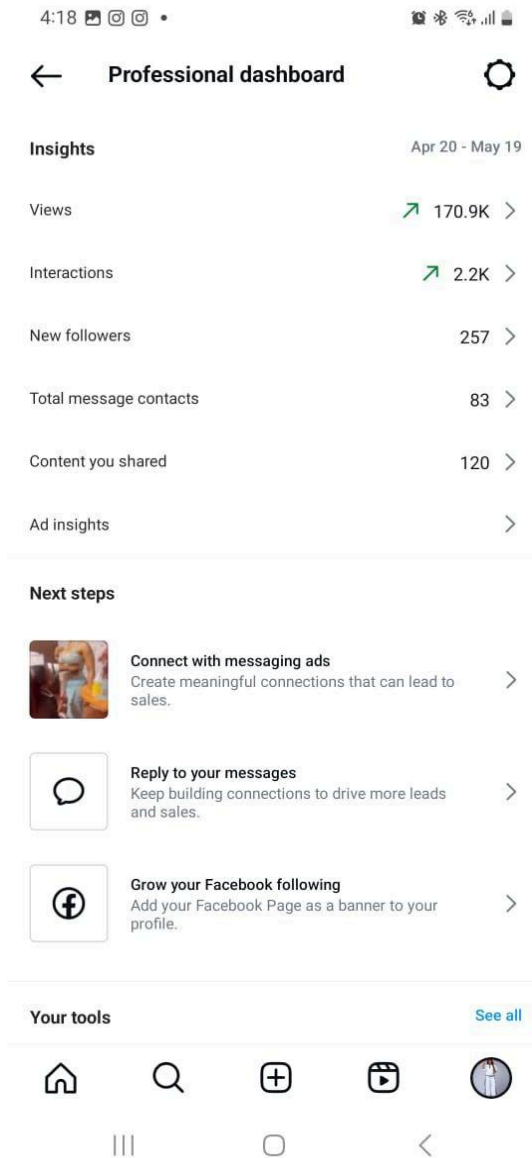 4:18
Professional dashboard
Insights Apr 20 - May 19
Views 170.9K
Interactions 2.2K
New followers 257
Total message contacts 83
Content you shared 120
Ad insights
Next steps
Connect with messaging ads
Create meaningful connections that can lead to
sales.
Reply to your messages
Keep building connections to drive more leads
and sales.
Grow your Facebook following
Add your Facebook Page as a banner to your
profile.
Your tools See all